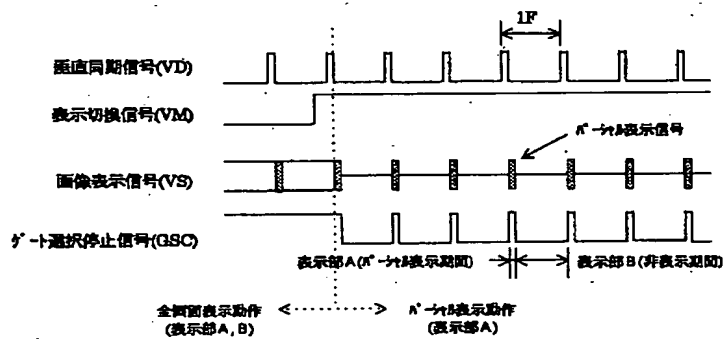 1F
垂直同期信号(VD)
表示切換信号(VM)
ﾊﾟｰｼｬﾙ表示信号
画像表示信号(VS)
ｹﾞｰﾄ選択停止信号(GSC)
表示部A(ﾊﾟｰｼｬﾙ表示期間)
表示部B(非表示期間)
全画面表示動作
(表示部A,B)
ﾊﾟｰｼｬﾙ表示動作
(表示部A)